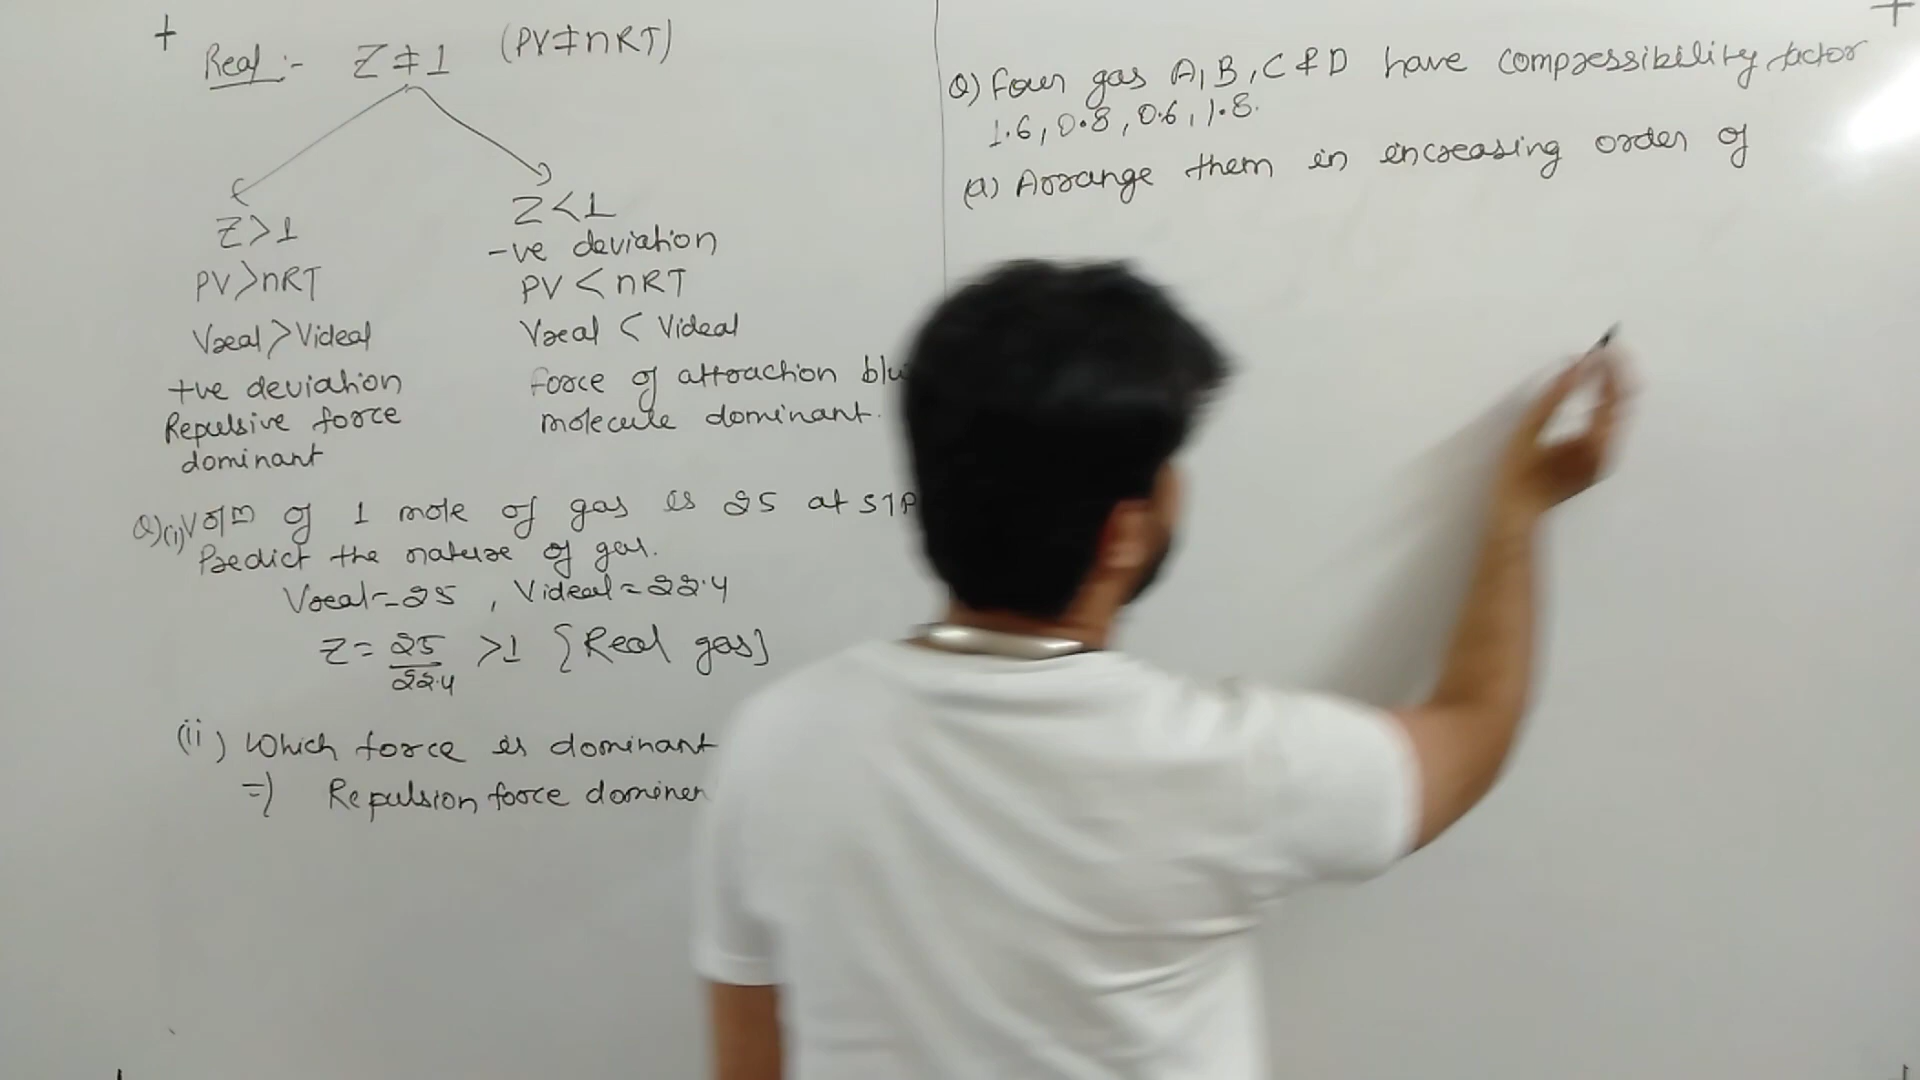 Real :- Z ≠ 1 (PV ≠ nRT)
Z > 1
PV > nRT
Vreal > Videal
+ve deviation
Repulsive force
dominant
Z < 1
-ve deviation
PV < nRT
Vreal < Videal
force of attraction b/w
molecule dominant.
Q)(i) Vol^m of 1 mole of gas is 25 at STP
Predict the nature of gas.
Vreal = 25 , Videal = 22.4
Z = 25/22.4 > 1 {Real gas}
(ii) Which force is dominant
=) Repulsion force dominen
Q) Four gas A, B, C & D have compressibility factor
1.6, 0.8, 0.6, 1.8.
(a) Arrange them in encreasing order of